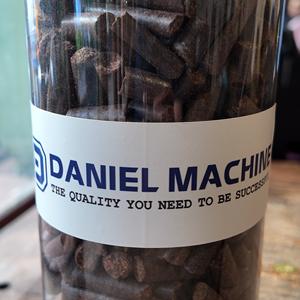 DANIEL MACHINE
THE QUALITY YOU NEED TO BE